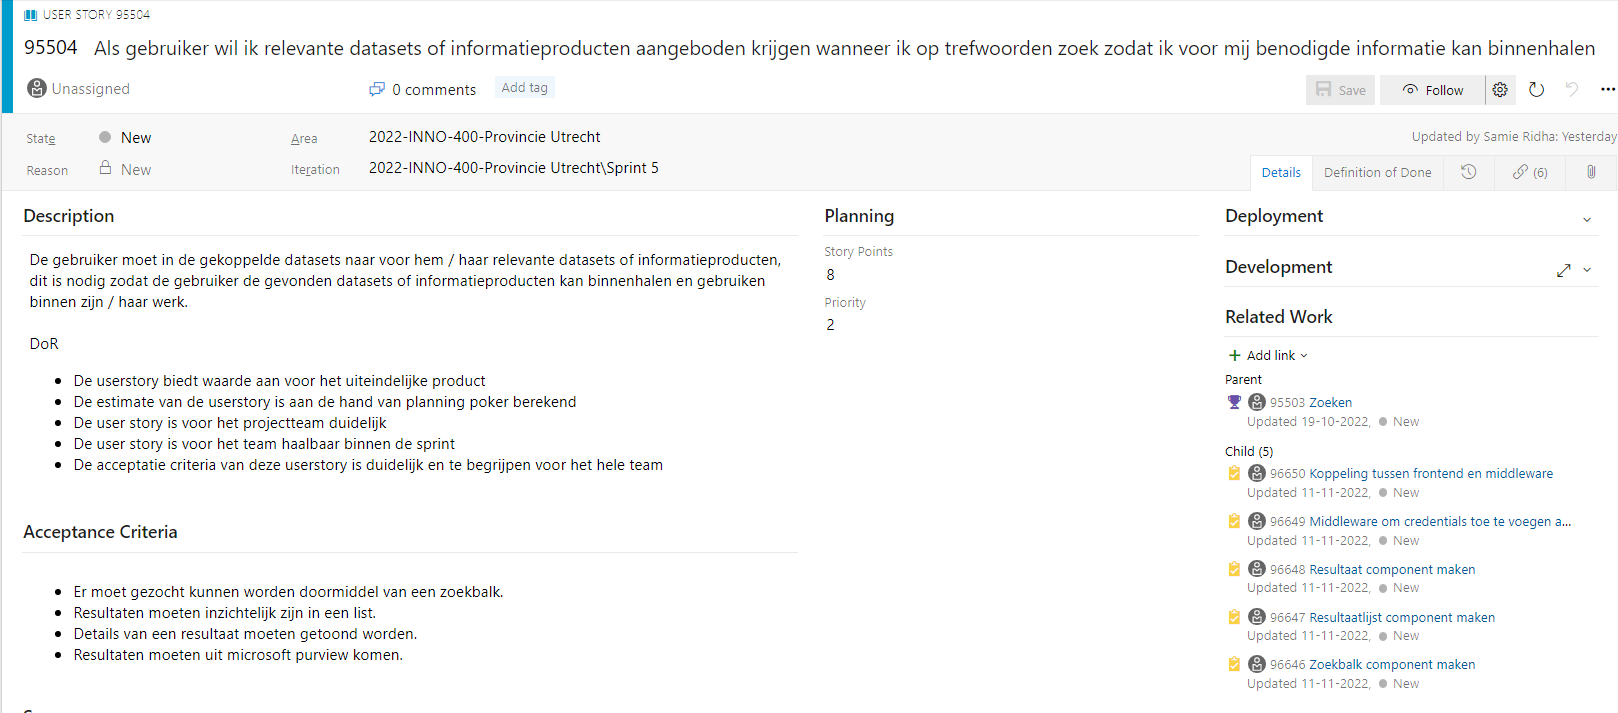 USER STORY 95504
95504 Als gebruiker wil ik relevante datasets of informatieproducten aangeboden krijgen wanneer ik op trefwoorden zoek zodat ik voor mij benodigde informatie kan binnenhalen
Unassigned
0 comments
Add tag
Save
Follow
State
New
Area
2022-INNO-400-Provincie Utrecht
Updated by Samie Ridha: Yesterday
Reason
New
Iteration
2022-INNO-400-Provincie Utrecht\Sprint 5
Details
Definition of Done
(6)
Description
De gebruiker moet in de gekoppelde datasets naar voor hem / haar relevante datasets of informatieproducten,
dit is nodig zodat de gebruiker de gevonden datasets of informatieproducten kan binnenhalen en gebruiken
binnen zijn / haar werk.
DoR
De userstory biedt waarde aan voor het uiteindelijke product
De estimate van de userstory is aan de hand van planning poker berekend
De user story is voor het projectteam duidelijk
De user story is voor het team haalbaar binnen de sprint
De acceptatie criteria van deze userstory is duidelijk en te begrijpen voor het hele team
Acceptance Criteria
Er moet gezocht kunnen worden doormiddel van een zoekbalk.
Resultaten moeten inzichtelijk zijn in een list.
Details van een resultaat moeten getoond worden.
Resultaten moeten uit microsoft purview komen.
Planning
Story Points
8
Priority
2
Deployment
Development
Related Work
Add link
Parent
95503 Zoeken
Updated 19-10-2022, New
Child (5)
96650 Koppeling tussen frontend en middleware
Updated 11-11-2022, New
96649 Middleware om credentials toe te voegen a...
Updated 11-11-2022, New
96648 Resultaat component maken
Updated 11-11-2022, New
96647 Resultaatlijst component maken
Updated 11-11-2022, New
96646 Zoekbalk component maken
Updated 11-11-2022, New